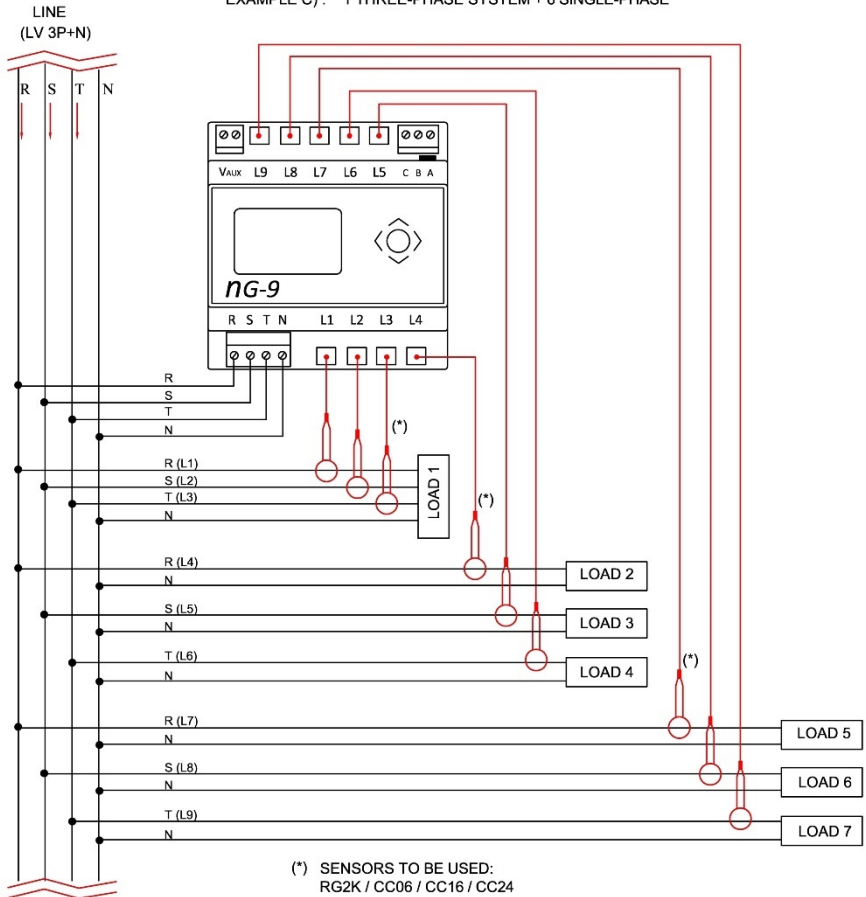 EXAMPLE C) : 1 THREE-PHASE SYSTEM + 6 SINGLE-PHASE
LINE
(LV 3P+N)
R S T N
VAUX L9 L8 L7 L6 L5 C B A
nG-9
R S T N L1 L2 L3 L4
R
S
T
N
(*)
R (L1)
S (L2)
T (L3)
N
LOAD 1
(*)
R (L4)
N
LOAD 2
S (L5)
N
LOAD 3
T (L6)
N
LOAD 4
(*)
R (L7)
N
LOAD 5
S (L8)
N
LOAD 6
T (L9)
N
LOAD 7
(*) SENSORS TO BE USED:
RG2K / CC06 / CC16 / CC24